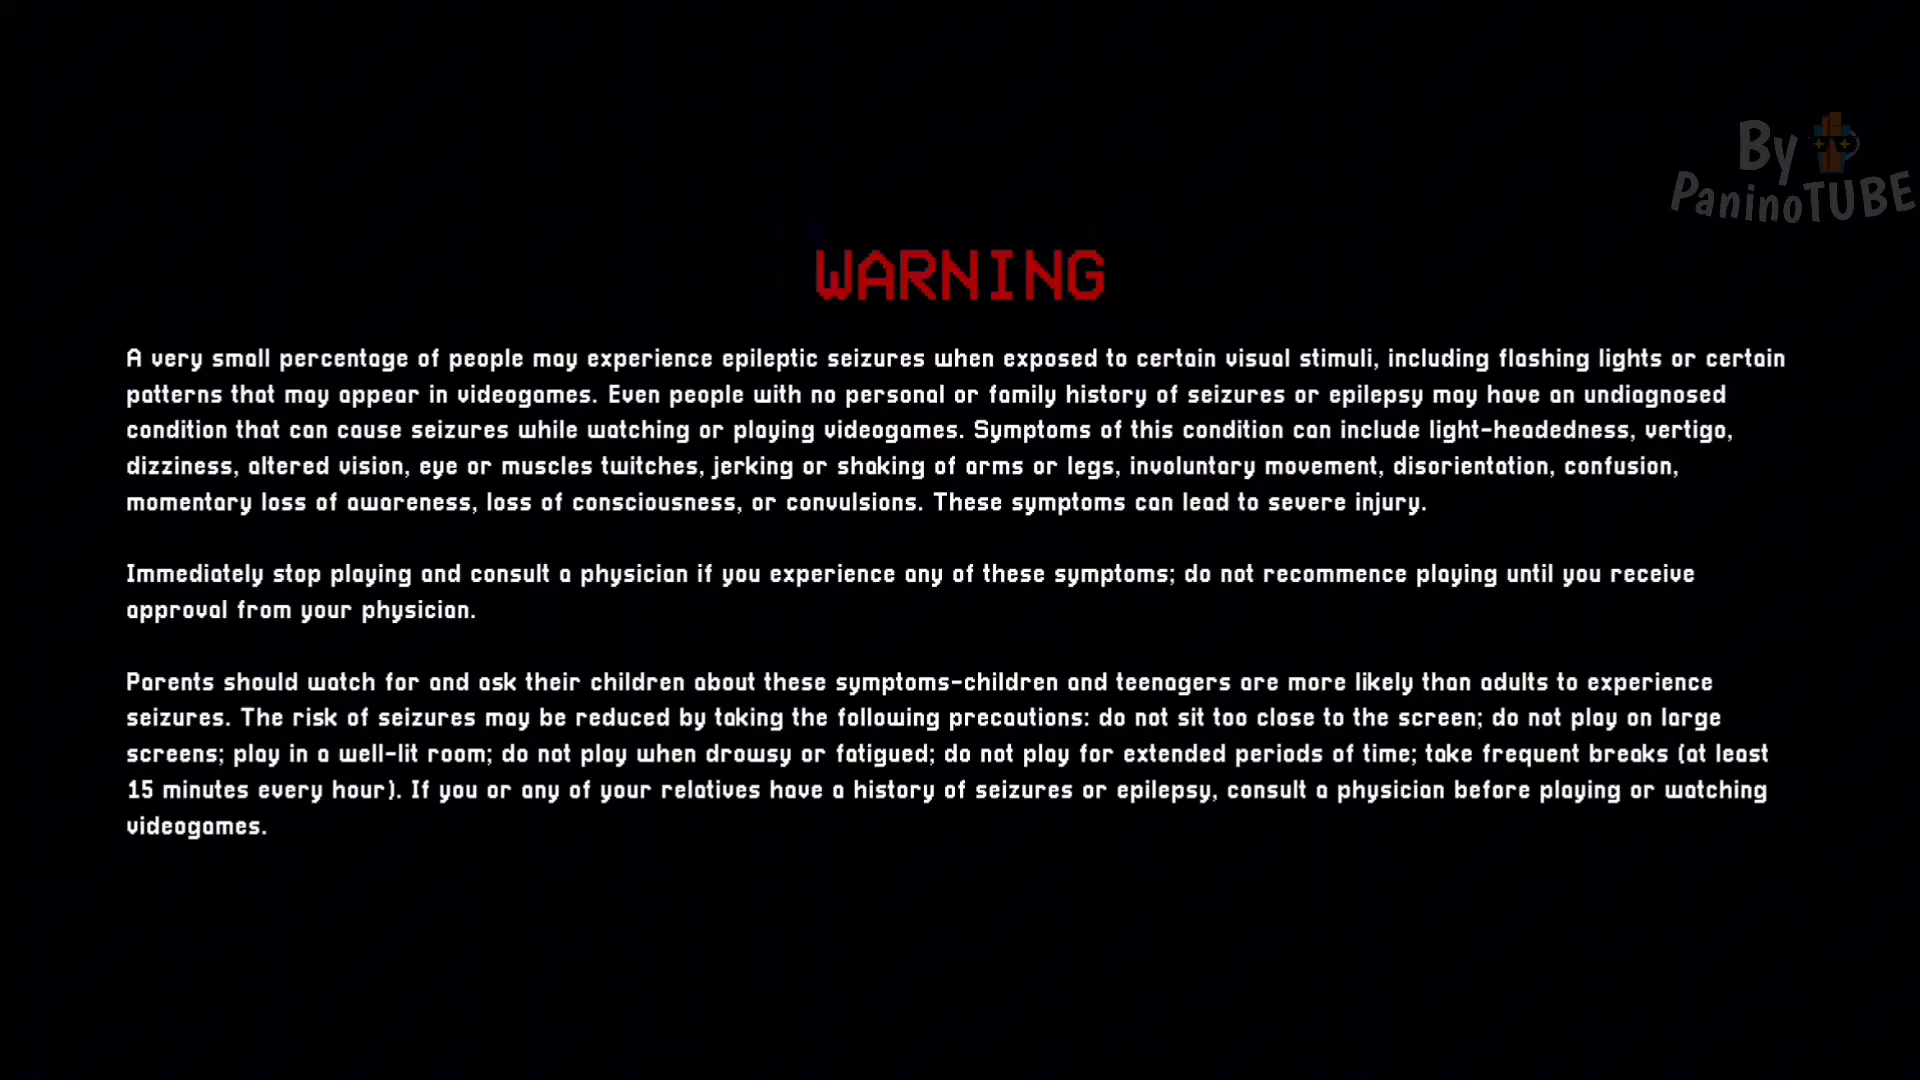 By
PaninoTUBE
WARNING
A very small percentage of people may experience epileptic seizures when exposed to certain visual stimuli, including flashing lights or certain
patterns that may appear in videogames. Even people with no personal or family history of seizures or epilepsy may have an undiagnosed
condition that can cause seizures while watching or playing videogames. Symptoms of this condition can include light-headedness, vertigo,
dizziness, altered vision, eye or muscles twitches, jerking or shaking of arms or legs, involuntary movement, disorientation, confusion,
momentary loss of awareness, loss of consciousness, or convulsions. These symptoms can lead to severe injury.
Immediately stop playing and consult a physician if you experience any of these symptoms; do not recommence playing until you receive
approval from your physician.
Parents should watch for and ask their children about these symptoms-children and teenagers are more likely than adults to experience
seizures. The risk of seizures may be reduced by taking the following precautions: do not sit too close to the screen; do not play on large
screens; play in a well-lit room; do not play when drowsy or fatigued; do not play for extended periods of time; take frequent breaks (at least
15 minutes every hour). If you or any of your relatives have a history of seizures or epilepsy, consult a physician before playing or watching
videogames.